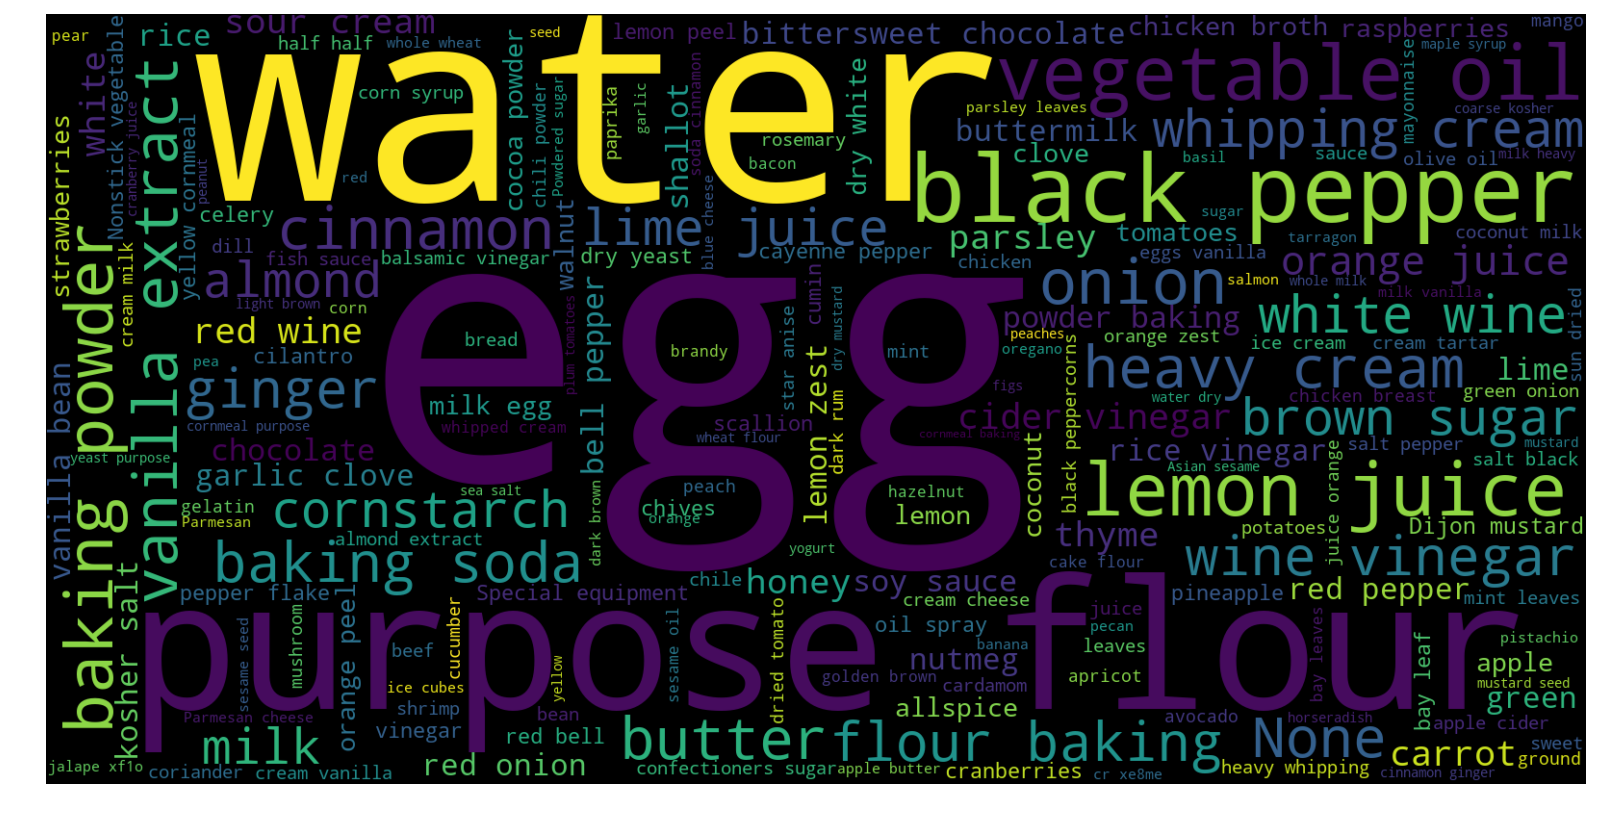 water
egg
purpose flour
black pepper
vegetable oil
whipping cream
vanilla extract
baking powder
lemon juice
heavy cream
brown sugar
white wine
wine vinegar
baking soda
cornstarch
cinnamon
lime juice
onion
almond
ginger
butter
flour baking
None
milk
carrot
orange juice
parsley
red wine
sour cream
rice
white
strawberries
vanilla bean
kosher salt
pear
half half
whole wheat
seed
lemon peel
bittersweet chocolate
chicken broth
raspberries
mango
maple syrup
mayonnaise
coarse kosher
corn syrup
cocoa powder
chili powder
Powdered sugar
paprika
garlic
soda cinnamon
shallot
rosemary
bacon
dry white
parsley leaves
buttermilk
clove
basil
sauce
olive oil
milk heavy
Nonstick vegetable
cranberry juice
yellow cornmeal
peanut
red
celery
dill
fish sauce
balsamic vinegar
dry yeast
walnut
blue cheese
cayenne pepper
chicken
tomatoes
sugar
tarragon
coconut milk
eggs vanilla
salmon
whole milk
milk vanilla
cream milk
light brown
corn
pea
cilantro
bread
plum tomatoes
bell pepper
brandy
mint
star anise
cumin
dry mustard
lemon zest
dark rum
powder baking
peaches
oregano
orange zest
ice cream
cream tartar
sun dried
lime
green onion
black peppercorns
figs
water dry
chicken breast
cornmeal purpose
milk egg
whipped cream
scallion
wheat flour
cider vinegar
cornmeal baking
rice vinegar
salt pepper
mustard
salt black
Asian sesame
yeast purpose
chocolate
garlic clove
gelatin
Parmesan
sea salt
almond extract
dark brown
peach
chives
orange
hazelnut
lemon
coconut
yogurt
thyme
cake flour
potatoes
juice orange
Dijon mustard
pepper flake
Special equipment
chile
honey
soy sauce
cream cheese
oil spray
juice
pecan
leaves
pineapple
red pepper
mint leaves
bay leaves
pistachio
apple
mustard seed
green
bay leaf
sesame seed
mushroom
orange peel
beef
cucumber
ice cubes
shrimp
vinegar
yellow
bean
red bell
sesame oil
dried tomato
golden brown
nutmeg
banana
cardamom
apricot
allspice
avocado
horseradish
apple cider
sweet
ground
Parmesan cheese
jalape xf1o
coriander
cream vanilla
red onion
confectioners sugar
apple butter
cranberries
cr xe8me
heavy whipping
cinnamon ginger